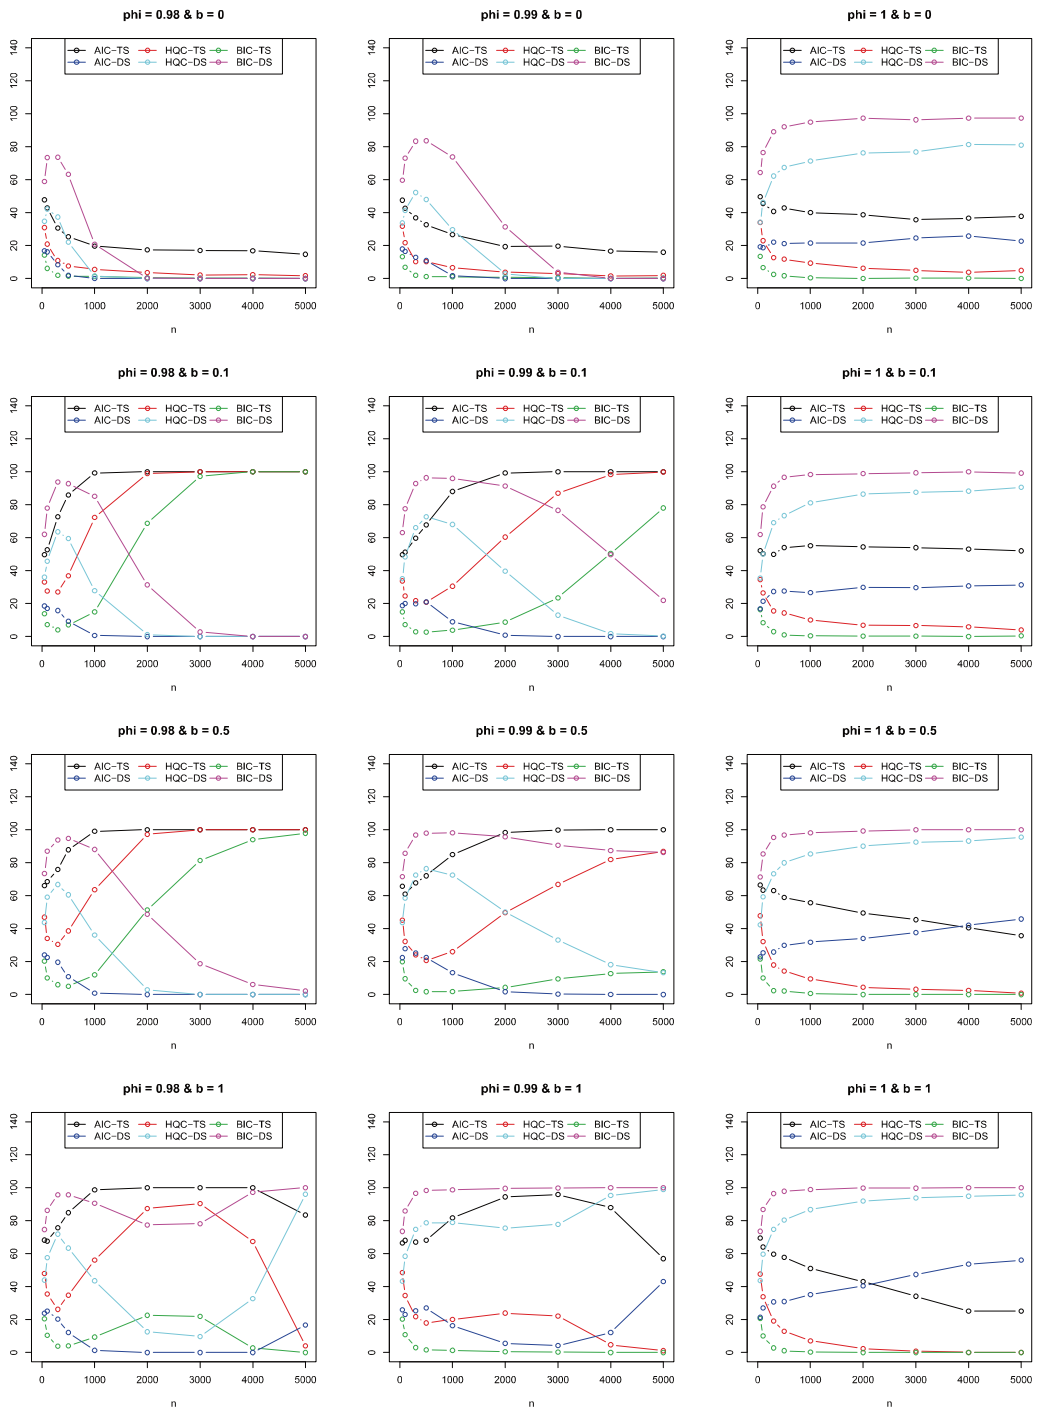 phi = 0.98 & b = 0
AIC−TS HQC−TS BIC−TS
AIC−DS HQC−DS BIC−DS
0 20 40 60 80 100 120 140
0 1000 2000 3000 4000 5000
n
phi = 0.99 & b = 0
AIC−TS HQC−TS BIC−TS
AIC−DS HQC−DS BIC−DS
0 20 40 60 80 100 120 140
0 1000 2000 3000 4000 5000
n
phi = 1 & b = 0
AIC−TS HQC−TS BIC−TS
AIC−DS HQC−DS BIC−DS
0 20 40 60 80 100 120 140
0 1000 2000 3000 4000 5000
n
phi = 0.98 & b = 0.1
AIC−TS HQC−TS BIC−TS
AIC−DS HQC−DS BIC−DS
0 20 40 60 80 100 120 140
0 1000 2000 3000 4000 5000
n
phi = 0.99 & b = 0.1
AIC−TS HQC−TS BIC−TS
AIC−DS HQC−DS BIC−DS
0 20 40 60 80 100 120 140
0 1000 2000 3000 4000 5000
n
phi = 1 & b = 0.1
AIC−TS HQC−TS BIC−TS
AIC−DS HQC−DS BIC−DS
0 20 40 60 80 100 120 140
0 1000 2000 3000 4000 5000
n
phi = 0.98 & b = 0.5
AIC−TS HQC−TS BIC−TS
AIC−DS HQC−DS BIC−DS
0 20 40 60 80 100 120 140
0 1000 2000 3000 4000 5000
n
phi = 0.99 & b = 0.5
AIC−TS HQC−TS BIC−TS
AIC−DS HQC−DS BIC−DS
0 20 40 60 80 100 120 140
0 1000 2000 3000 4000 5000
n
phi = 1 & b = 0.5
AIC−TS HQC−TS BIC−TS
AIC−DS HQC−DS BIC−DS
0 20 40 60 80 100 120 140
0 1000 2000 3000 4000 5000
n
phi = 0.98 & b = 1
AIC−TS HQC−TS BIC−TS
AIC−DS HQC−DS BIC−DS
0 20 40 60 80 100 120 140
0 1000 2000 3000 4000 5000
n
phi = 0.99 & b = 1
AIC−TS HQC−TS BIC−TS
AIC−DS HQC−DS BIC−DS
0 20 40 60 80 100 120 140
0 1000 2000 3000 4000 5000
n
phi = 1 & b = 1
AIC−TS HQC−TS BIC−TS
AIC−DS HQC−DS BIC−DS
0 20 40 60 80 100 120 140
0 1000 2000 3000 4000 5000
n